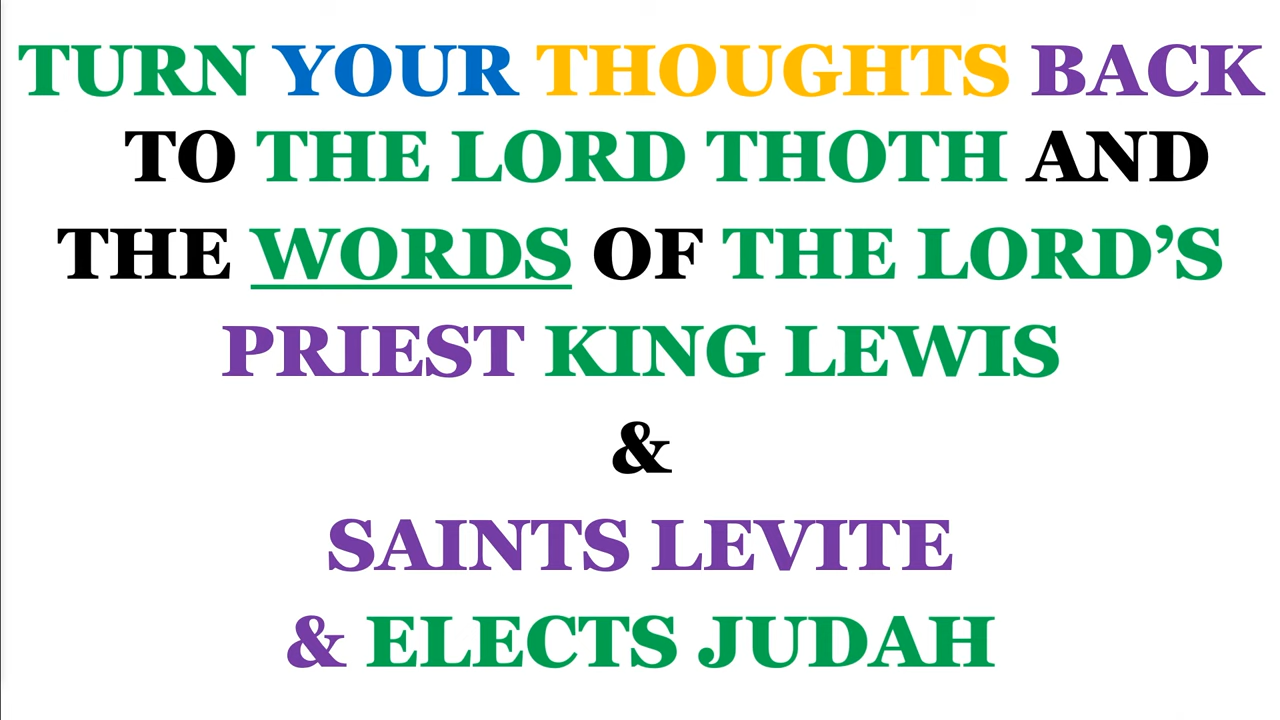 TURN YOUR THOUGHTS BACK
TO THE LORD THOTH AND
THE WORDS OF THE LORD’S
PRIEST KING LEWIS
&
SAINTS LEVITE
& ELECTS JUDAH